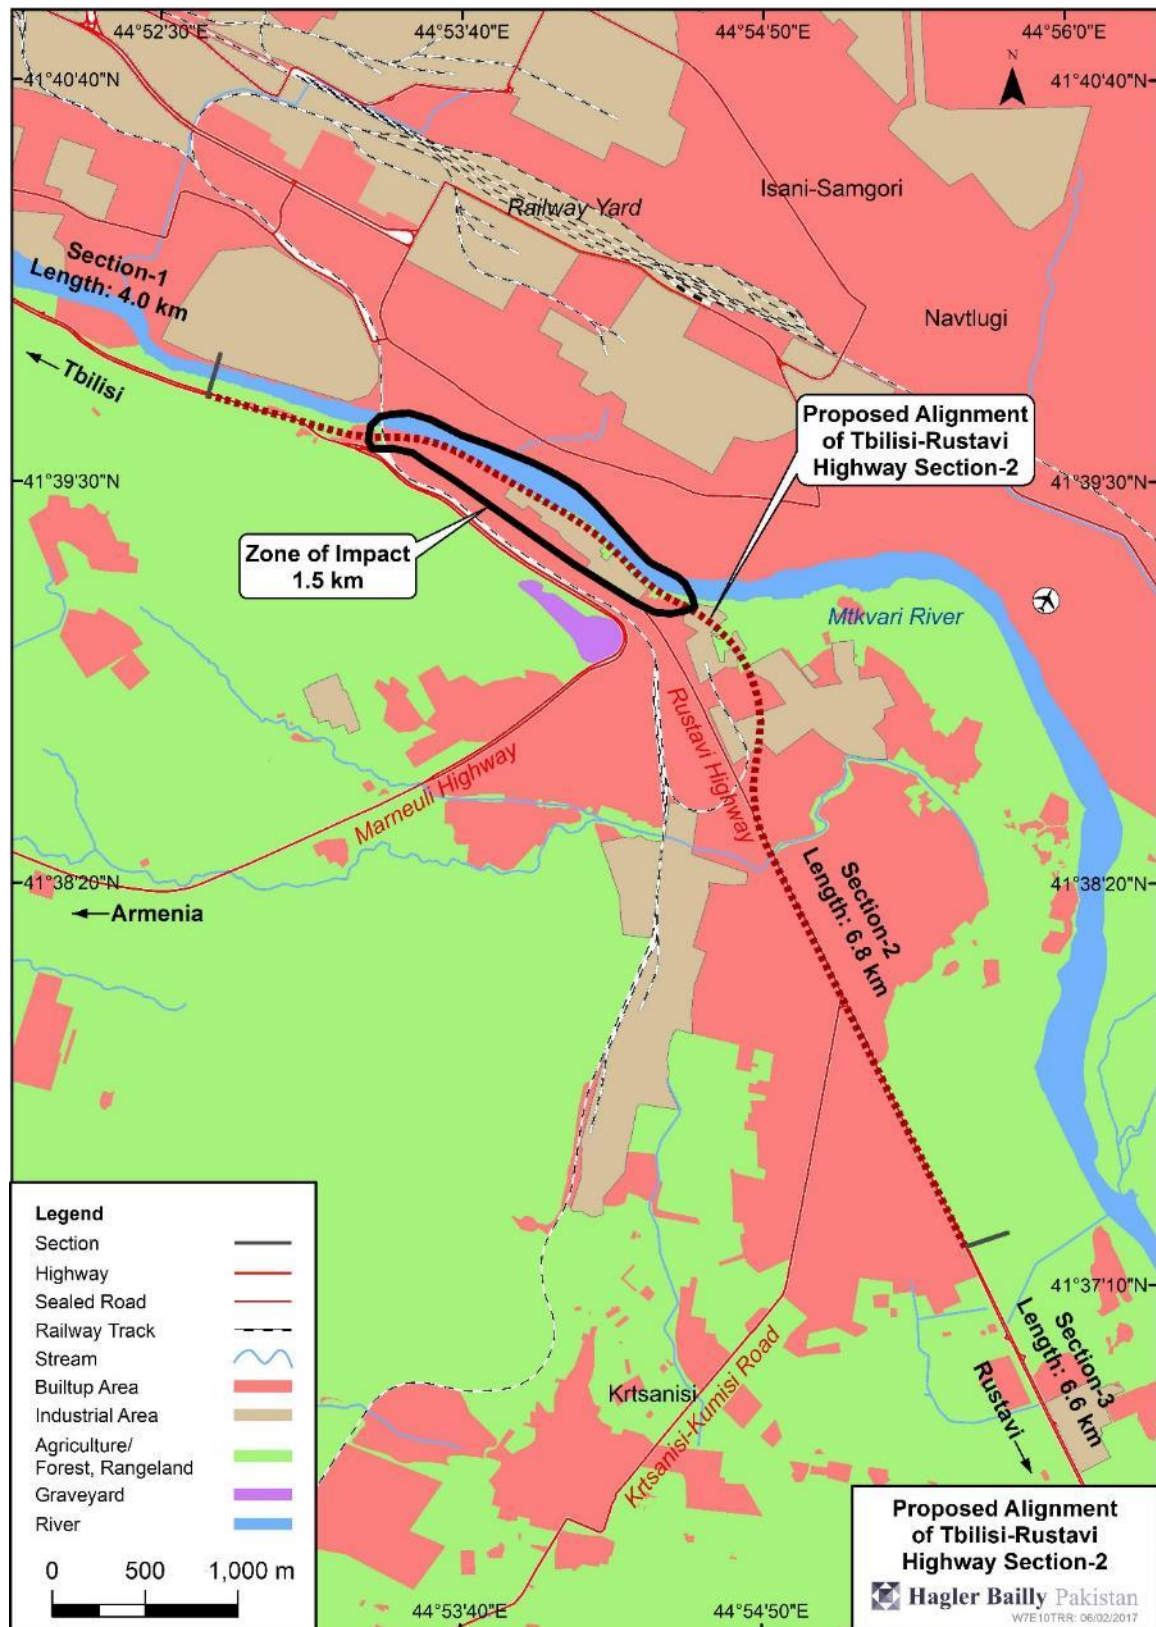 44°52'30"E
44°53'40"E
44°54'50"E
44°56'0"E
41°40'40"N
41°40'40"N
N
Isani-Samgori
Railway Yard
Section-1
Length: 4.0 km
Navtlugi
Tbilisi
Proposed Alignment
of Tbilisi-Rustavi
Highway Section-2
41°39'30"N
41°39'30"N
Zone of Impact
1.5 km
Mtkvari River
Rustavi Highway
Marneuli Highway
41°38'20"N
41°38'20"N
Armenia
Section-2
Length: 6.8 km
41°37'10"N
Section-3
Length: 6.6 km
Rustavi
Krtsanisi
Krtsanisi-Kumisi Road
Legend
Section
Highway
Sealed Road
Railway Track
Stream
Builtup Area
Industrial Area
Agriculture/
Forest, Rangeland
Graveyard
River
0 500 1,000 m
44°53'40"E
44°54'50"E
Proposed Alignment
of Tbilisi-Rustavi
Highway Section-2
Hagler Bailly Pakistan
W7E10TRR: 06/02/2017